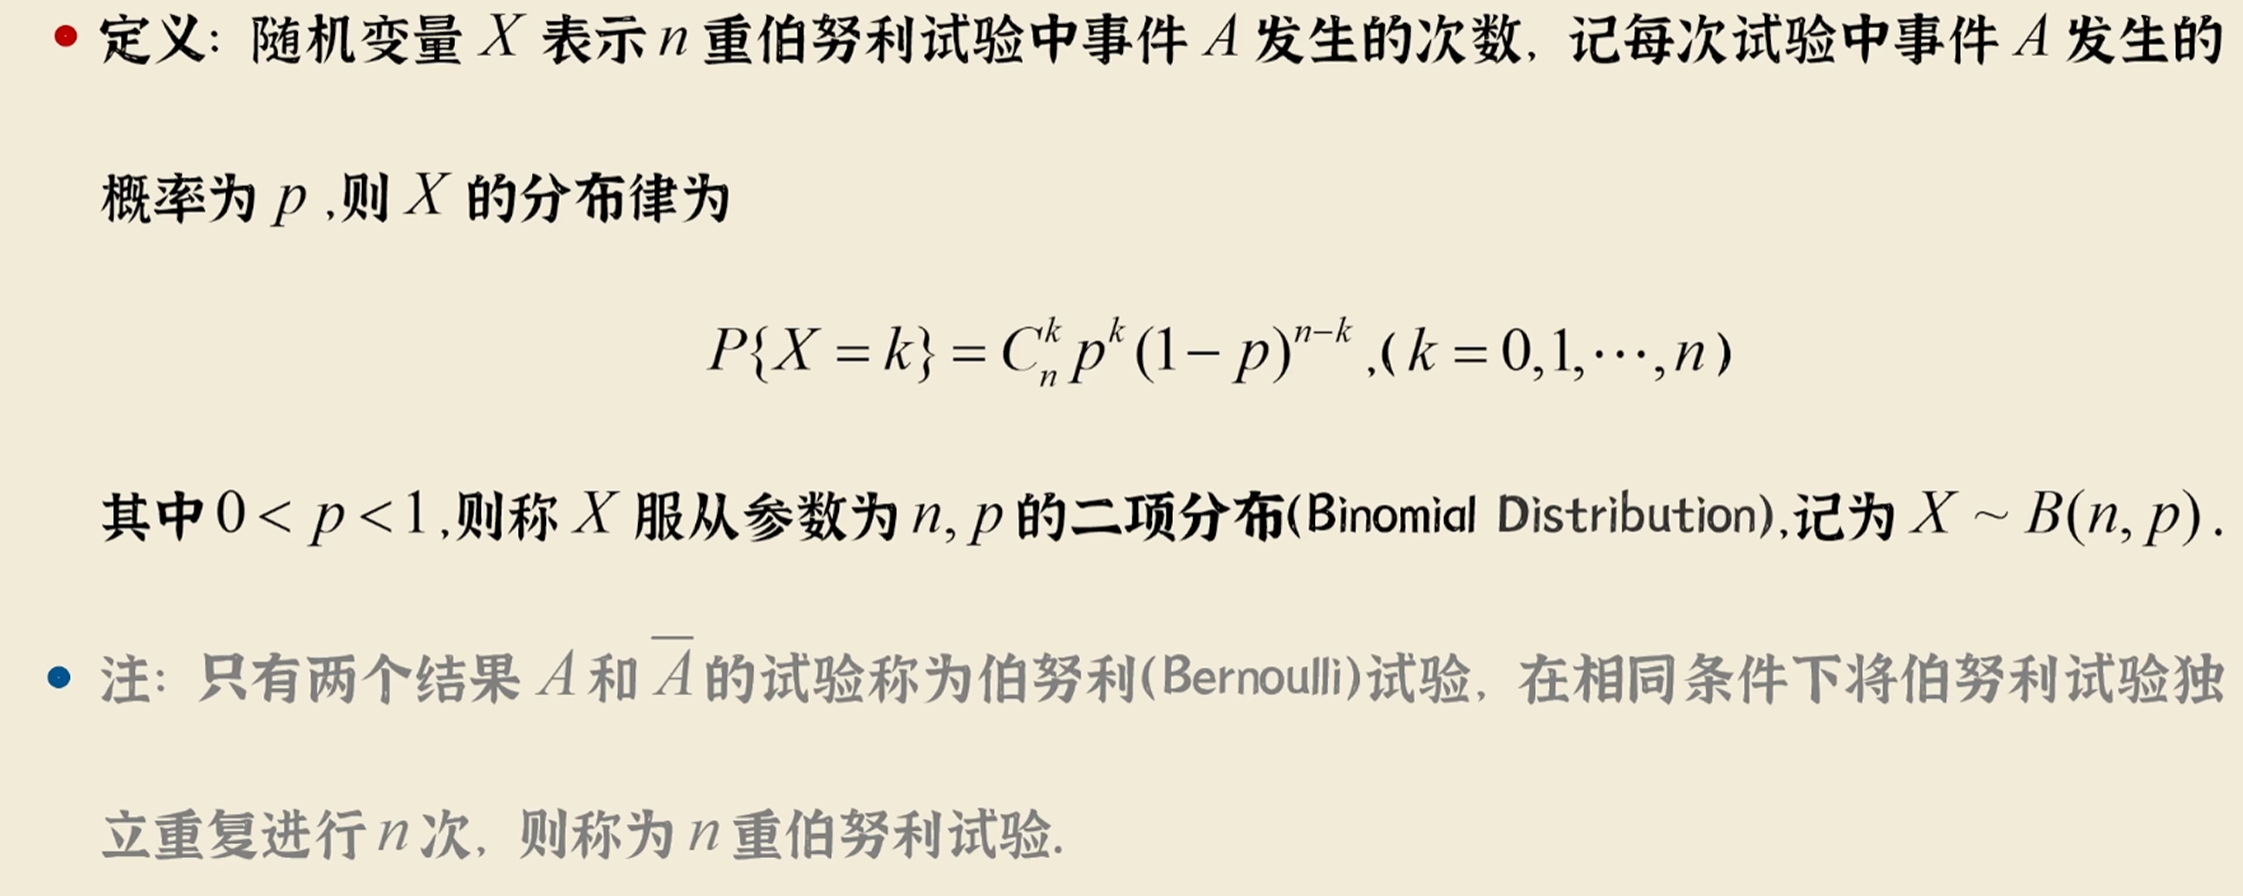 • 定义：随机变量 X 表示 n 重伯努利试验中事件 A 发生的次数，记每次试验中事件 A 发生的
概率为 p ,则 X 的分布律为
P{X = k} = C_n^k p^k (1 − p)^{n−k} ,( k = 0,1,⋯,n )
其中 0 < p < 1 ,则称 X 服从参数为 n, p 的二项分布(Binomial Distribution),记为 X ~ B(n, p) .
• 注：只有两个结果 A 和 A̅ 的试验称为伯努利(Bernoulli)试验，在相同条件下将伯努利试验独
立重复进行 n 次，则称为 n 重伯努利试验.